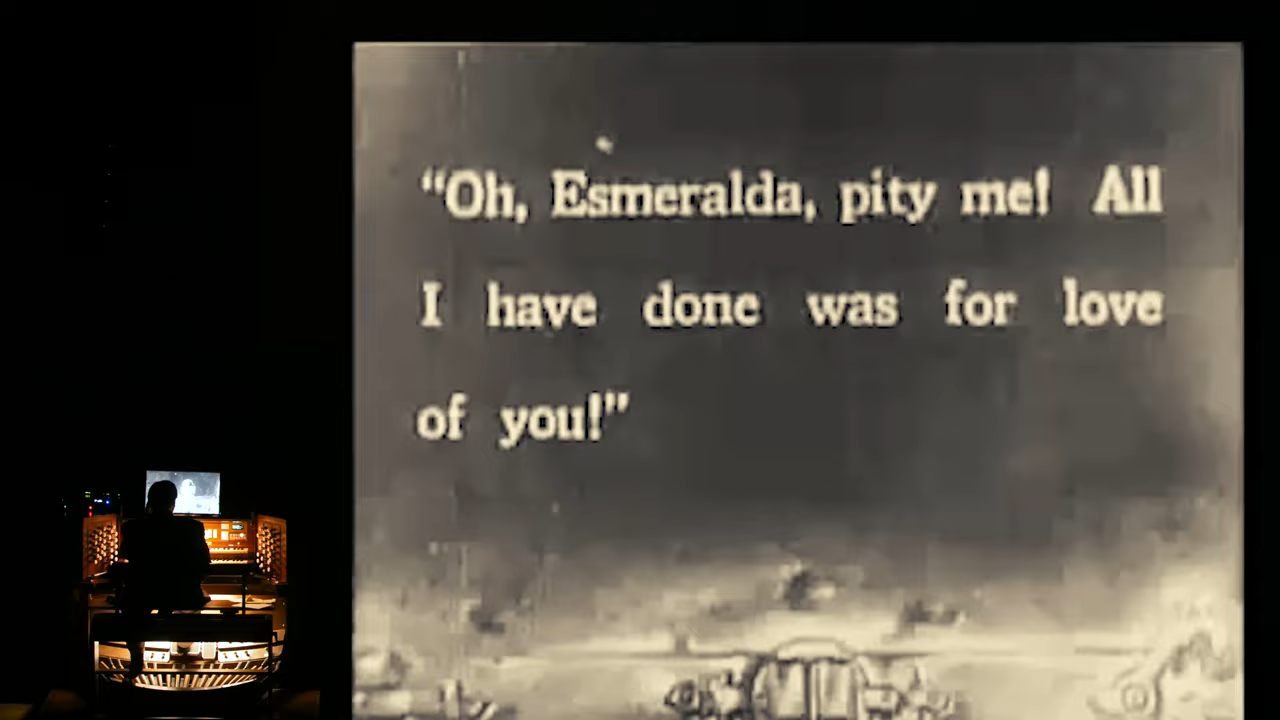 “Oh, Esmeralda, pity me! All
I have done was for love
of you!"